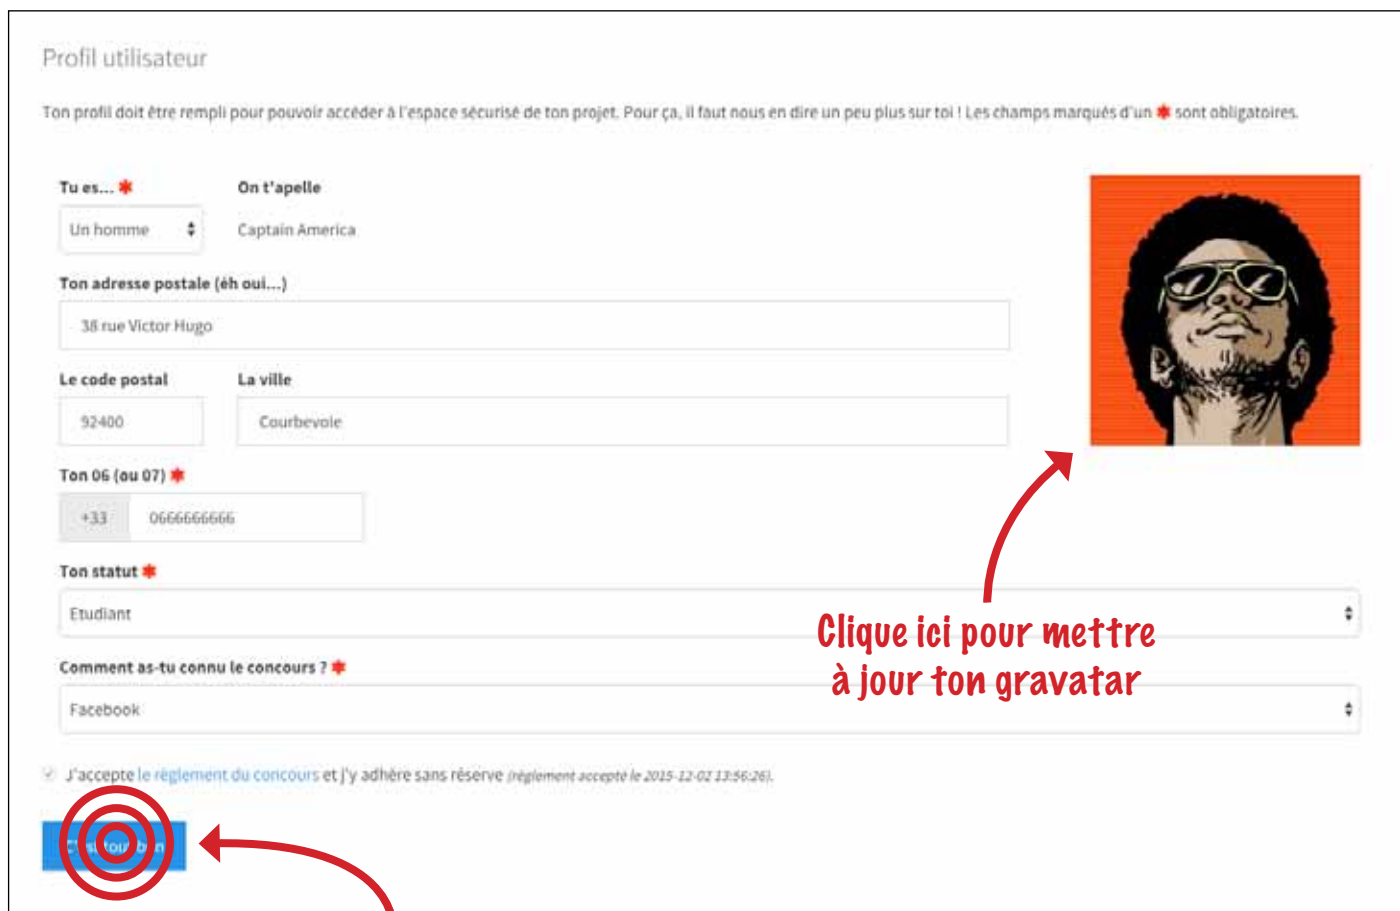 Profil utilisateur
Ton profil doit être rempli pour pouvoir accéder à l'espace sécurisé de ton projet. Pour ça, il faut nous en dire un peu plus sur toi ! Les champs marqués d'un * sont obligatoires.
Tu es... * On t'apelle
Un homme Captain America
Ton adresse postale (éh oui...)
38 rue Victor Hugo
Le code postal La ville
92400 Courbevoie
Ton 06 (ou 07) *
+33 0666666666
Ton statut *
Etudiant
Clique ici pour mettre
à jour ton gravatar
Comment as-tu connu le concours ? *
Facebook
J'accepte le règlement du concours et j'y adhère sans réserve (règlement accepté le 2015-12-02 13:56:26).
C'est tout bon